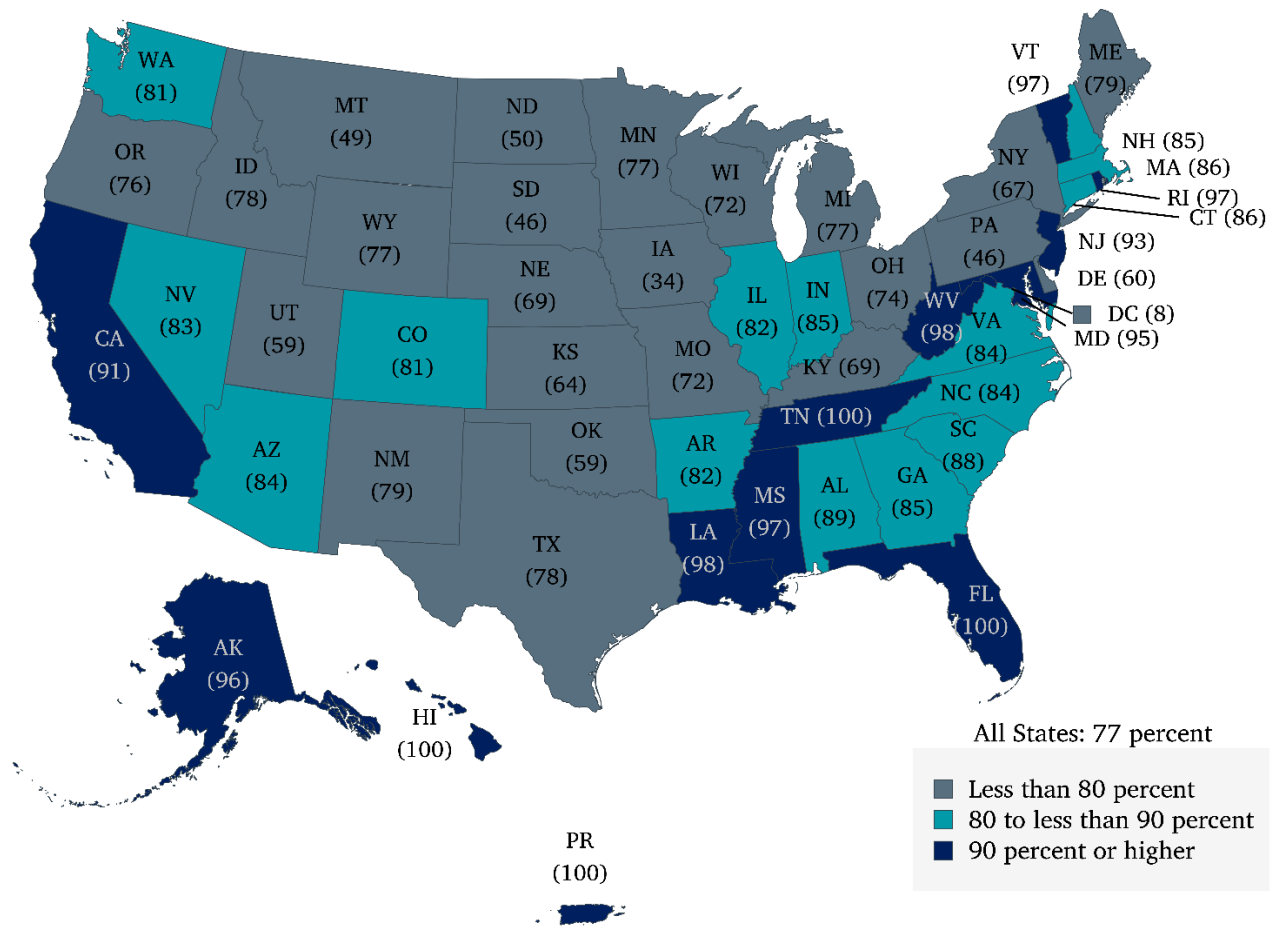 WA
(81)
OR
(76)
CA
(91)
NV
(83)
ID
(78)
MT
(49)
WY
(77)
UT
(59)
CO
(81)
AZ
(84)
NM
(79)
ND
(50)
SD
(46)
NE
(69)
KS
(64)
OK
(59)
TX
(78)
MN
(77)
IA
(34)
MO
(72)
AR
(82)
LA
(98)
WI
(72)
IL
(82)
MI
(77)
IN
(85)
OH
(74)
KY (69)
TN (100)
MS
(97)
AL
(89)
GA
(85)
FL
(100)
SC
(88)
NC (84)
VA
(84)
WV
(98)
PA
(46)
NY
(67)
VT
(97)
ME
(79)
NH (85)
MA (86)
RI (97)
CT (86)
NJ (93)
DE (60)
DC (8)
MD (95)
AK
(96)
HI
(100)
PR
(100)
All States: 77 percent
Less than 80 percent
80 to less than 90 percent
90 percent or higher